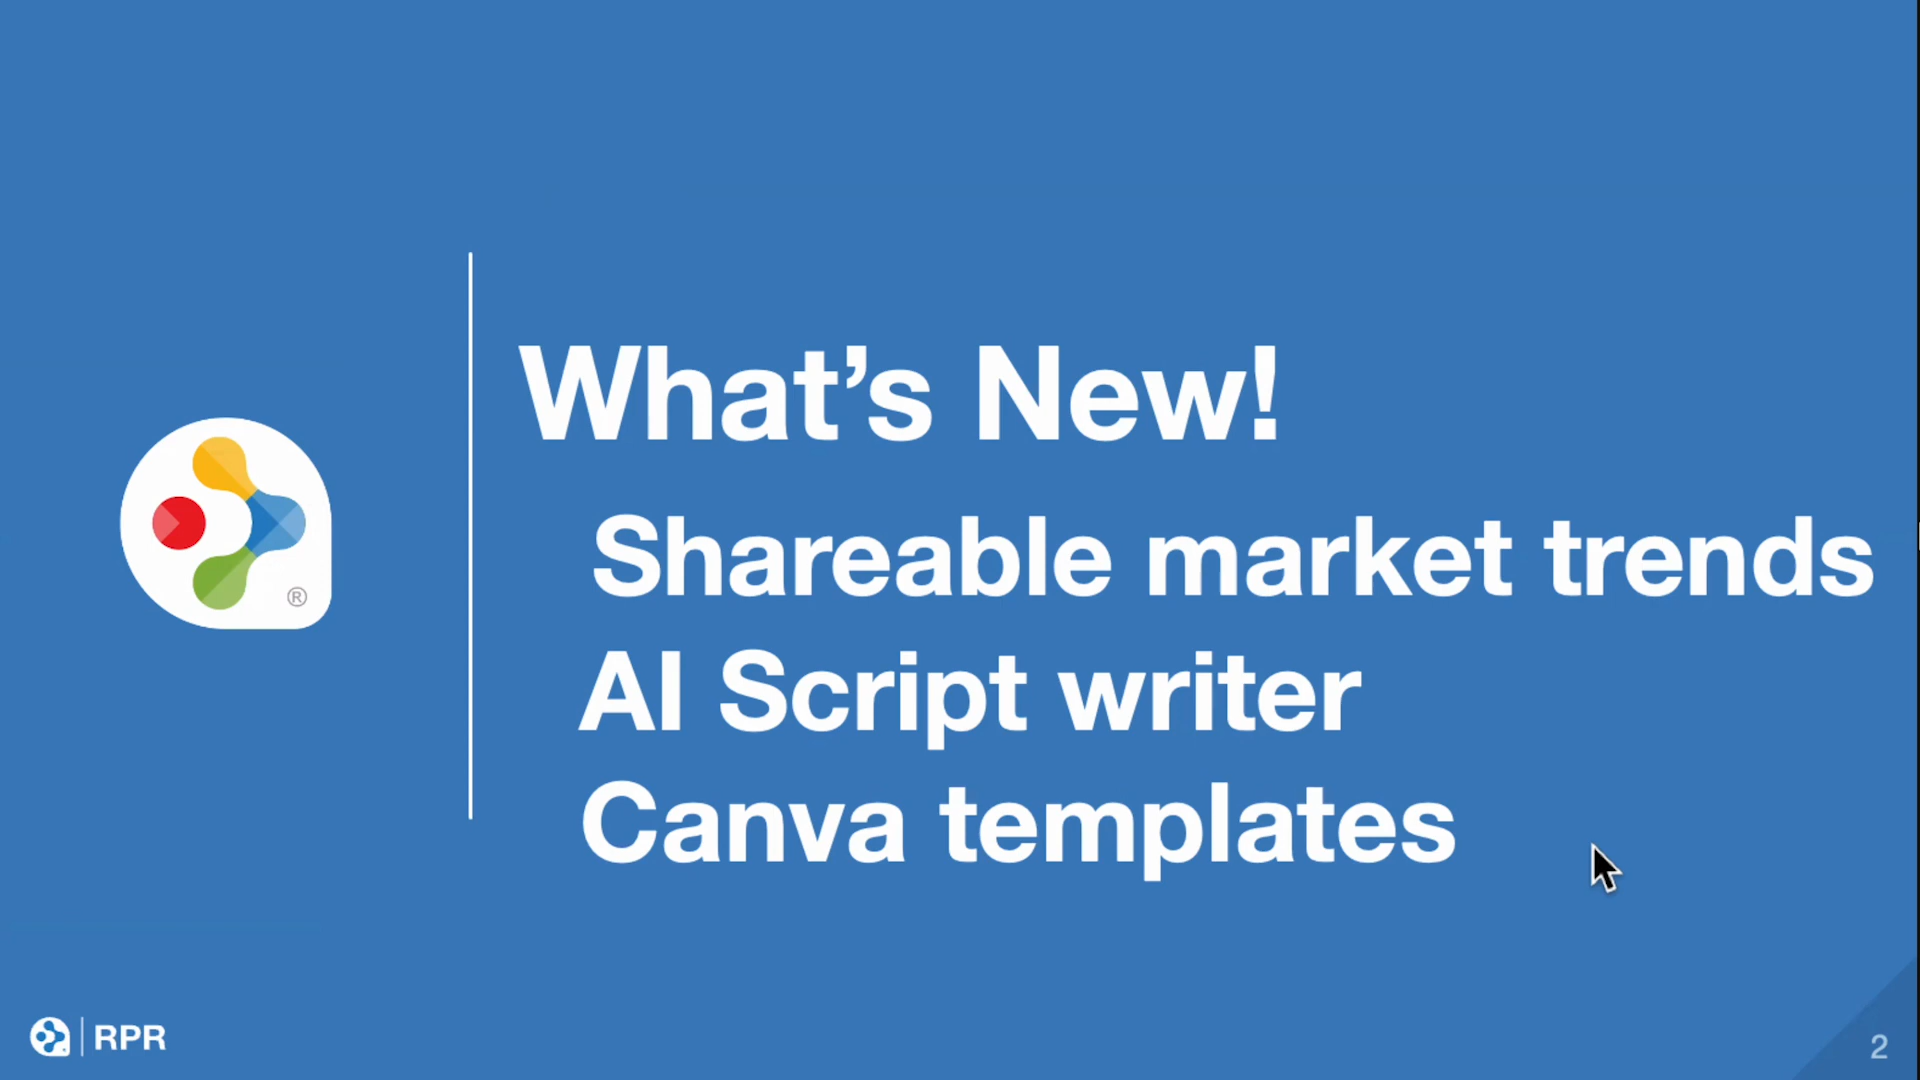 What’s New!
Shareable market trends
AI Script writer
Canva templates
®
RPR
2